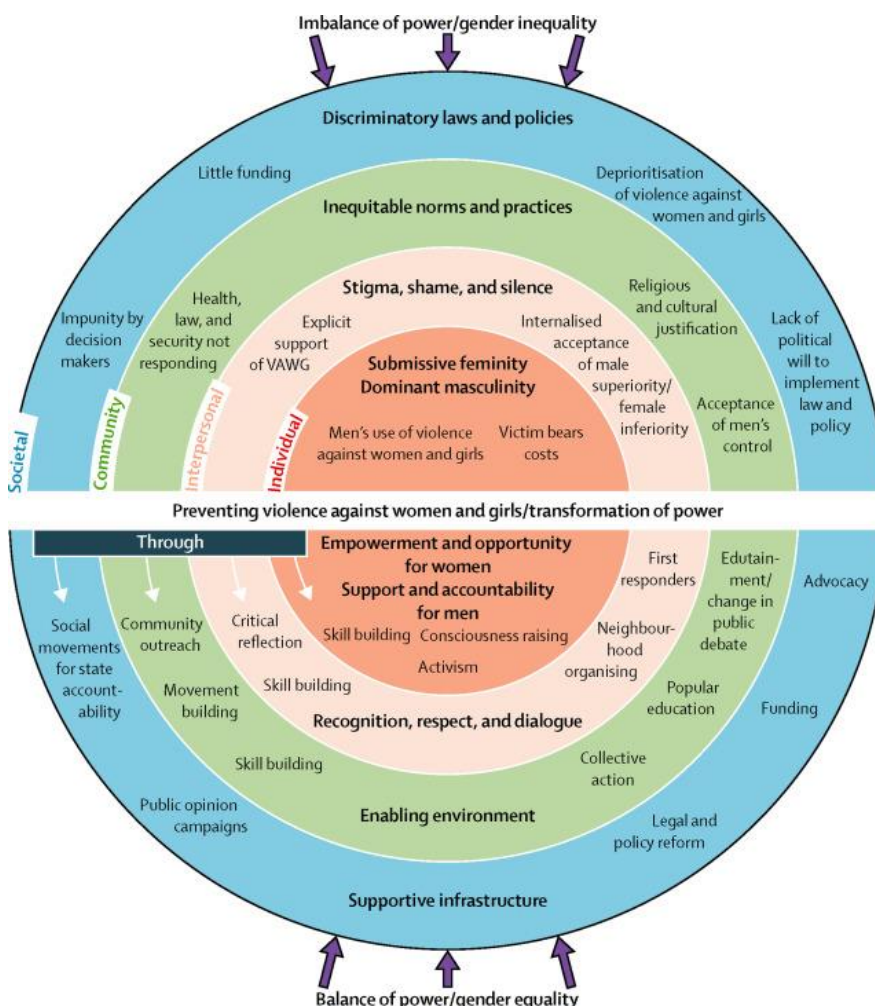 Imbalance of power/gender inequality
Discriminatory laws and policies
Little funding
Deprioritisation
of violence against
women and girls
Inequitable norms and practices
Health,
law, and
security not
responding
Religious
and cultural
justification
Impunity by
decision
makers
Lack of
political
will to
implement
law and
policy
Stigma, shame, and silence
Explicit
support
of VAWG
Internalised
acceptance
of male
superiority/
female
inferiority
Acceptance
of men's
control
Submissive feminity
Dominant masculinity
Men's use of violence
against women and girls
Victim bears
costs
Societal
Community
Interpersonal
Individual
Preventing violence against women and girls/transformation of power
Through
Empowerment and opportunity
for women
Support and accountability
for men
Skill building
Consciousness raising
Activism
First
responders
Edutain-
ment/
change in
public
debate
Advocacy
Social
movements
for state
account-
ability
Community
outreach
Critical
reflection
Neighbour-
hood
organising
Skill building
Movement
building
Popular
education
Funding
Recognition, respect, and dialogue
Skill building
Collective
action
Public opinion
campaigns
Enabling environment
Legal and
policy reform
Supportive infrastructure
Balance of power/gender equality